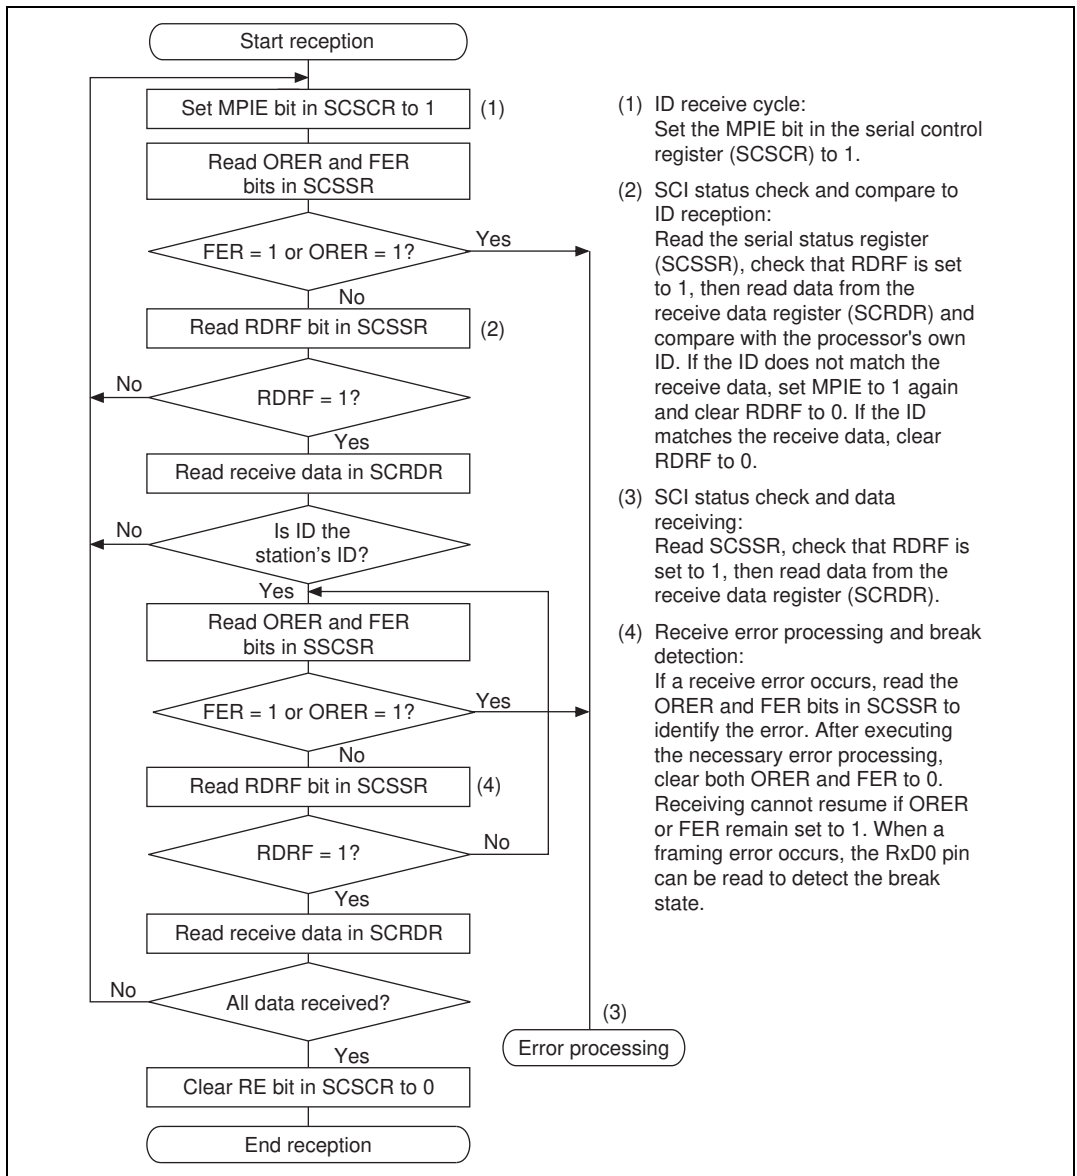 Start reception
Set MPIE bit in SCSCR to 1 (1)
Read ORER and FER
bits in SCSSR
FER = 1 or ORER = 1?
Yes
No
Read RDRF bit in SCSSR (2)
No
RDRF = 1?
Yes
Read receive data in SCRDR
No
Is ID the
station's ID?
Yes
Read ORER and FER
bits in SSCSR
FER = 1 or ORER = 1?
Yes
No
Read RDRF bit in SCSSR (4)
RDRF = 1?
No
Yes
Read receive data in SCRDR
No
All data received?
Yes
(3)
Error processing
Clear RE bit in SCSCR to 0
End reception
(1) ID receive cycle:
Set the MPIE bit in the serial control
register (SCSCR) to 1.
(2) SCI status check and compare to
ID reception:
Read the serial status register
(SCSSR), check that RDRF is set
to 1, then read data from the
receive data register (SCRDR) and
compare with the processor's own
ID. If the ID does not match the
receive data, set MPIE to 1 again
and clear RDRF to 0. If the ID
matches the receive data, clear
RDRF to 0.
(3) SCI status check and data
receiving:
Read SCSSR, check that RDRF is
set to 1, then read data from the
receive data register (SCRDR).
(4) Receive error processing and break
detection:
If a receive error occurs, read the
ORER and FER bits in SCSSR to
identify the error. After executing
the necessary error processing,
clear both ORER and FER to 0.
Receiving cannot resume if ORER
or FER remain set to 1. When a
framing error occurs, the RxD0 pin
can be read to detect the break
state.